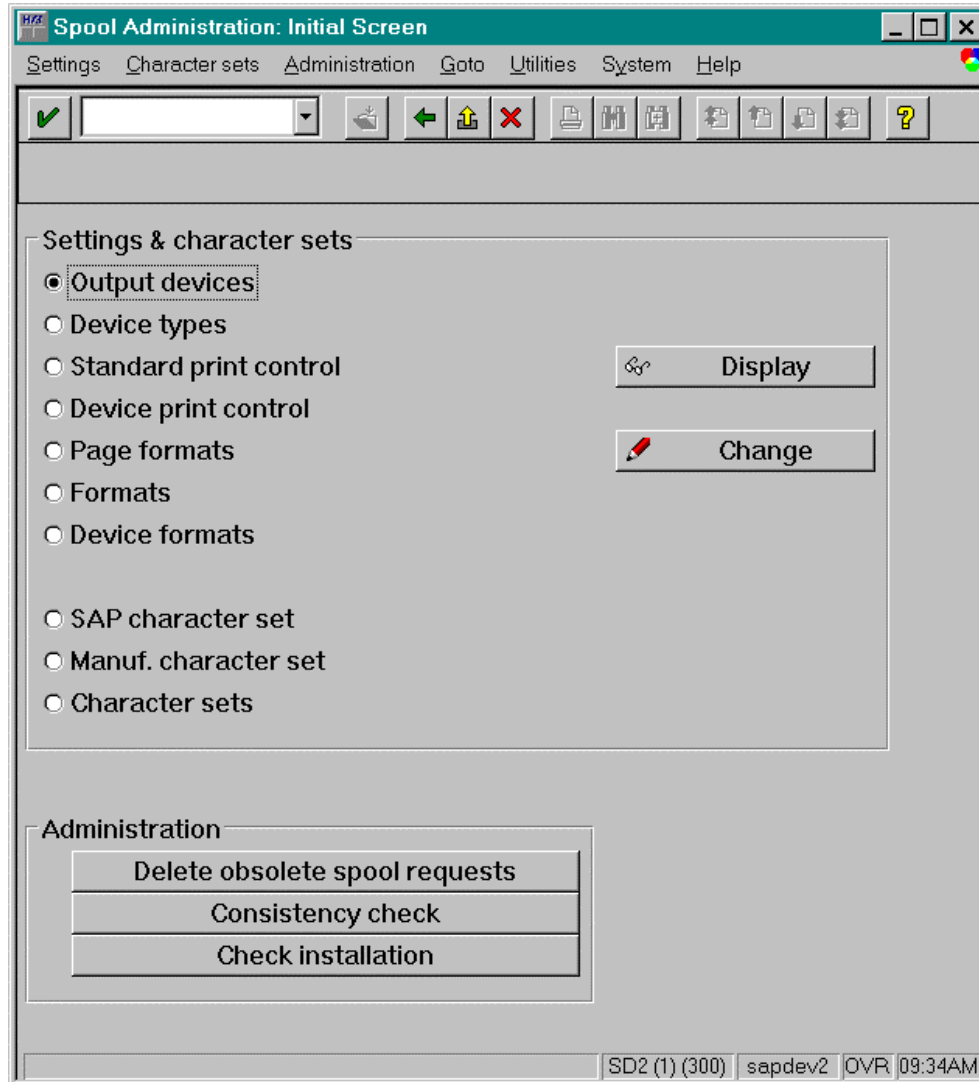 Spool Administration: Initial Screen
Settings Character sets Administration Goto Utilities System Help
Settings & character sets
Output devices
Device types
Standard print control
Display
Device print control
Page formats
Change
Formats
Device formats
SAP character set
Manuf. character set
Character sets
Administration
Delete obsolete spool requests
Consistency check
Check installation
SD2 (1) (300) sapdev2 OVR 09:34AM